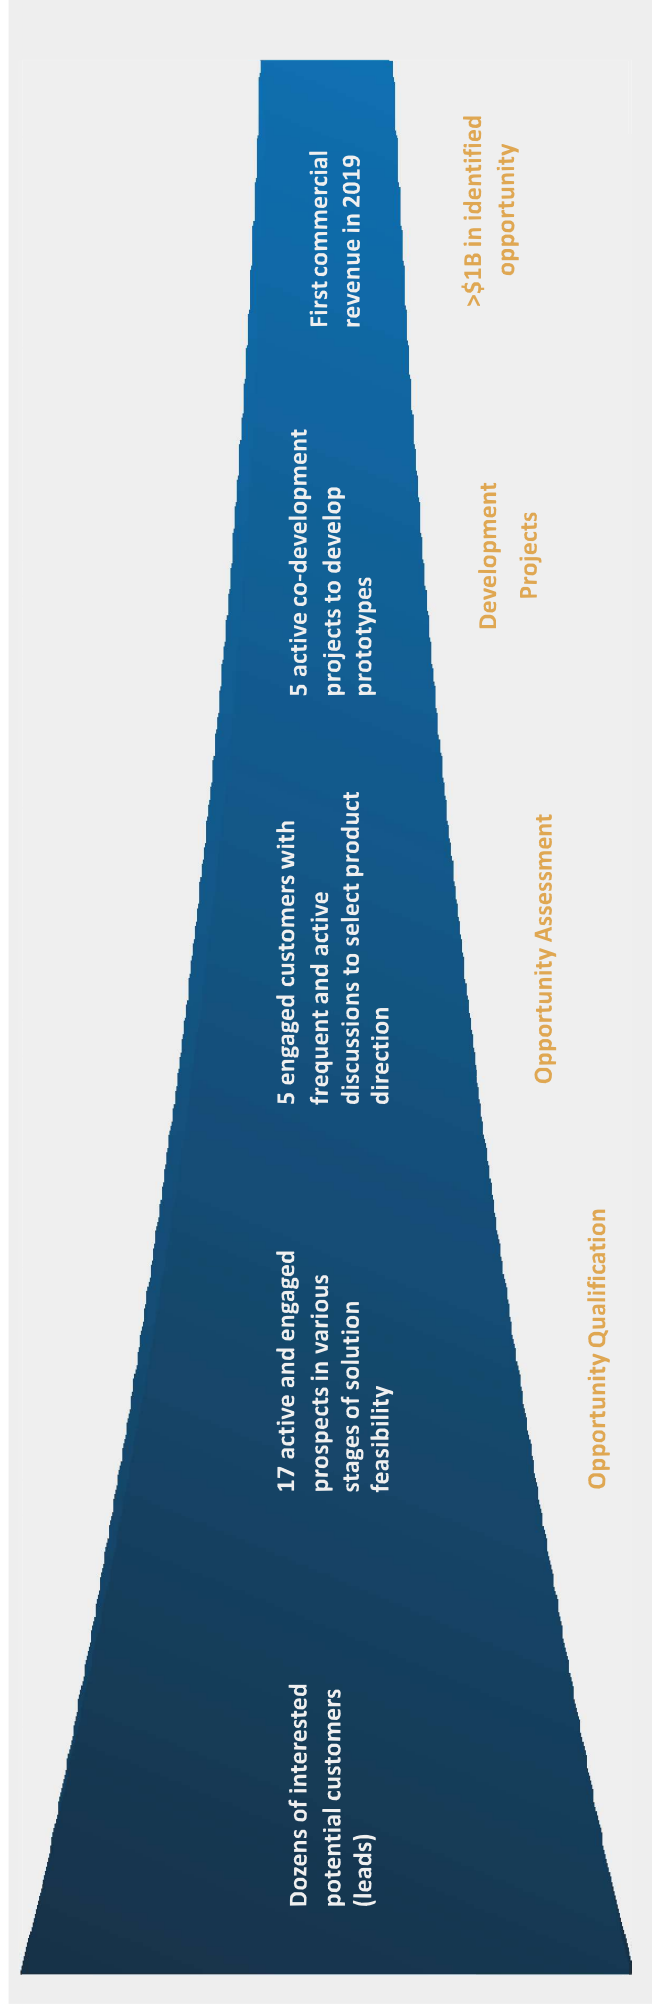 Dozens of interested
potential customers
(leads)
17 active and engaged
prospects in various
stages of solution
feasibility
5 engaged customers with
frequent and active
discussions to select product
direction
5 active co-development
projects to develop
prototypes
First commercial
revenue in 2019
Opportunity Qualification
Opportunity Assessment
Development
Projects
>$1B in identified
opportunity